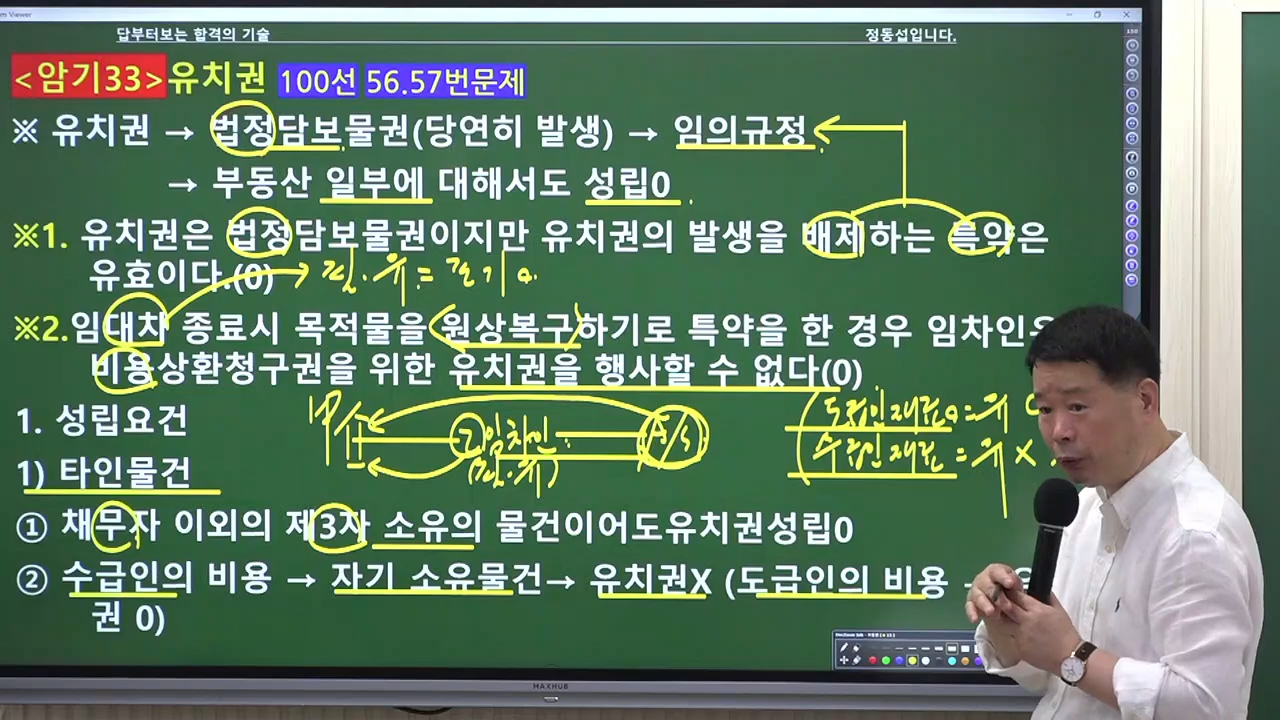 답부터보는 합격의 기술 정동섭입니다.
<암기33>유치권 100선 56.57번문제
※ 유치권 → 법정담보물권(당연히 발생) → 임의규정
→ 부동산 일부에 대해서도 성립0
※1. 유치권은 법정담보물권이지만 유치권의 발생을 배제하는 특약은
유효이다.(0)
※2.임대차 종료시 목적물을 원상복구하기로 특약을 한 경우 임차인은
비용상환청구권을 위한 유치권을 행사할 수 없다(0)
1. 성립요건
임차인
1) 타인물건
① 채무자 이외의 제3자 소유의 물건이어도유치권성립0
② 수급인의 비용 → 자기 소유물건→ 유치권X (도급인의 비용
권 0)
MAXHUB